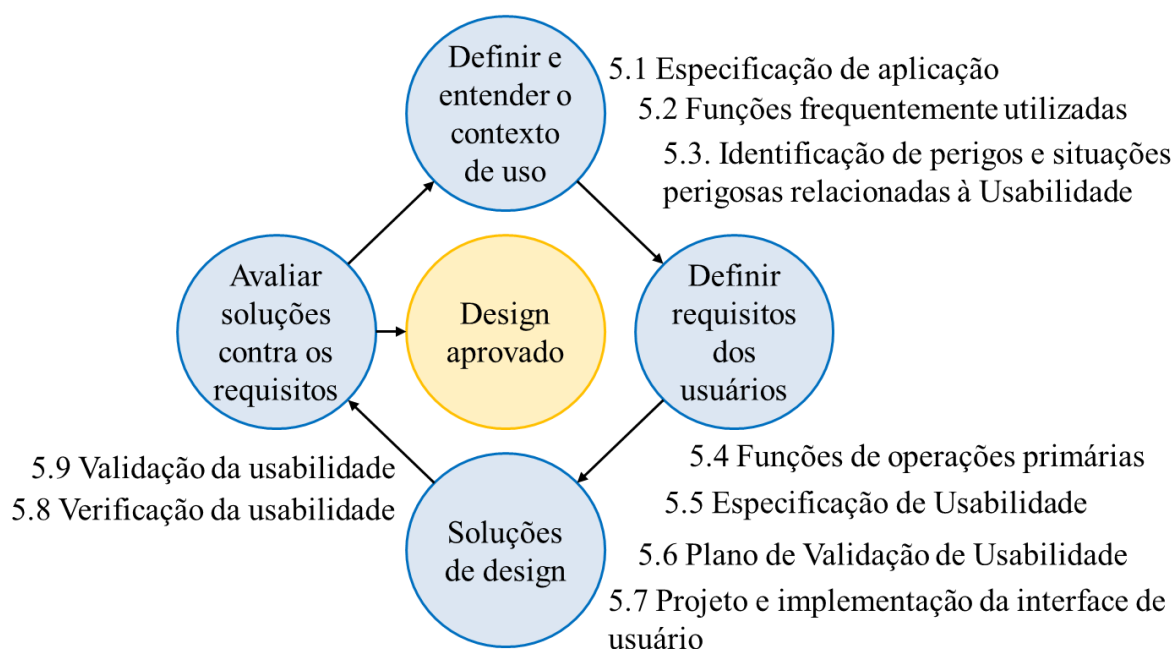 Definir e
entender o
contexto
de uso
5.1 Especificação de aplicação
5.2 Funções frequentemente utilizadas
5.3. Identificação de perigos e situações
perigosas relacionadas à Usabilidade
Avaliar
soluções
contra os
requisitos
Design
aprovado
Definir
requisitos
dos
usuários
5.9 Validação da usabilidade
5.8 Verificação da usabilidade
Soluções
de design
5.4 Funções de operações primárias
5.5 Especificação de Usabilidade
5.6 Plano de Validação de Usabilidade
5.7 Projeto e implementação da interface de
usuário